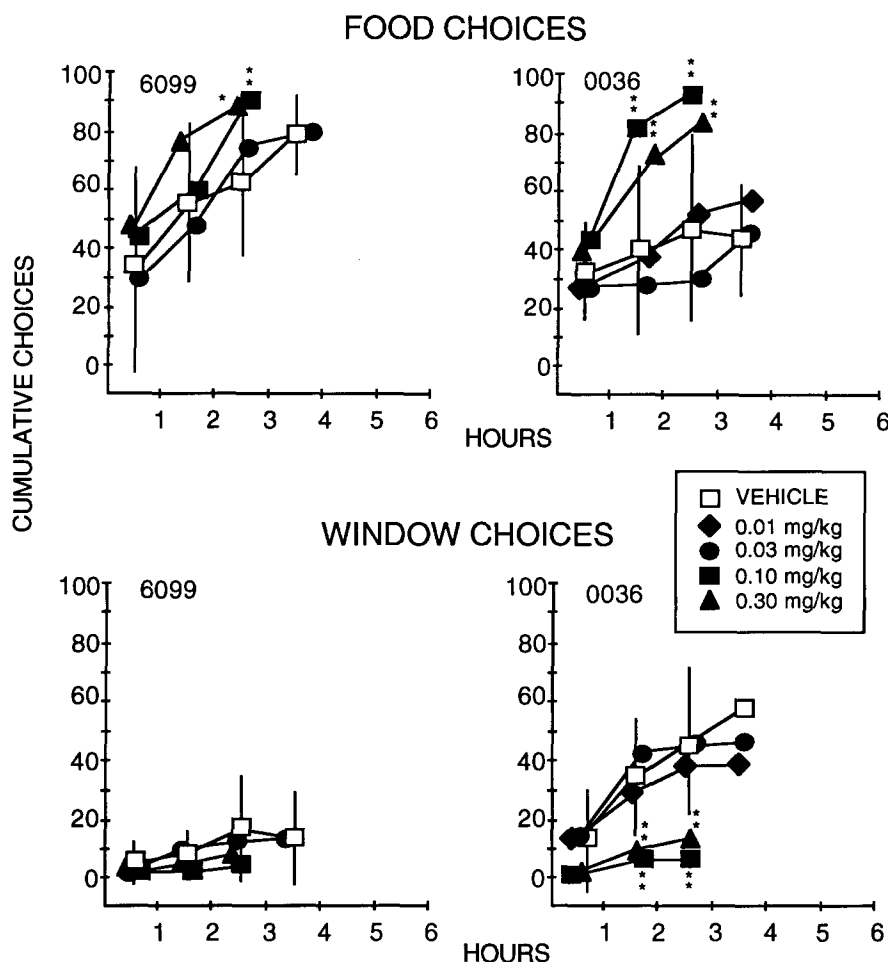 FOOD CHOICES
CUMULATIVE CHOICES
6099
100
80
60
40
20
0
1 2 3 4 5 6
* * *
0036
100
80
60
40
20
0
1 2 3 4 5 6
** ** ** **
HOURS
VEHICLE
0.01 mg/kg
0.03 mg/kg
0.10 mg/kg
0.30 mg/kg
WINDOW CHOICES
6099
100
80
60
40
20
0
1 2 3 4 5 6
0036
100
80
60
40
20
0
1 2 3 4 5 6
** ** ** **
HOURS